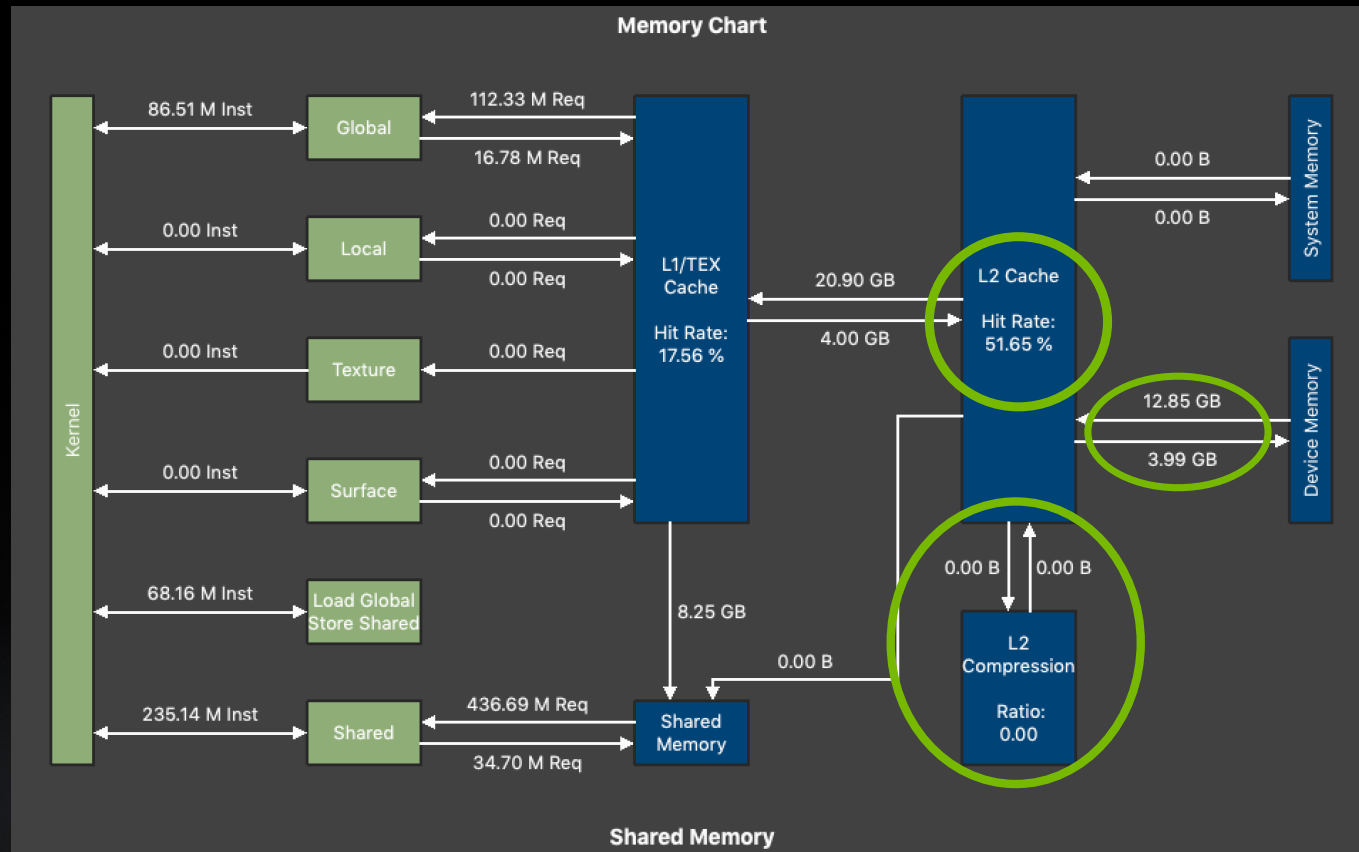 Memory Chart
86.51 M Inst
Global
112.33 M Req
16.78 M Req
0.00 Inst
Local
0.00 Req
0.00 Req
0.00 Inst
Texture
0.00 Req
0.00 Inst
Surface
0.00 Req
0.00 Req
68.16 M Inst
Load Global
Store Shared
235.14 M Inst
Shared
436.69 M Req
34.70 M Req
Kernel
L1/TEX
Cache
Hit Rate:
17.56 %
8.25 GB
Shared
Memory
20.90 GB
4.00 GB
L2 Cache
Hit Rate:
51.65 %
0.00 B
0.00 B
System Memory
12.85 GB
3.99 GB
Device Memory
0.00 B
0.00 B
0.00 B
L2
Compression
Ratio:
0.00
Shared Memory